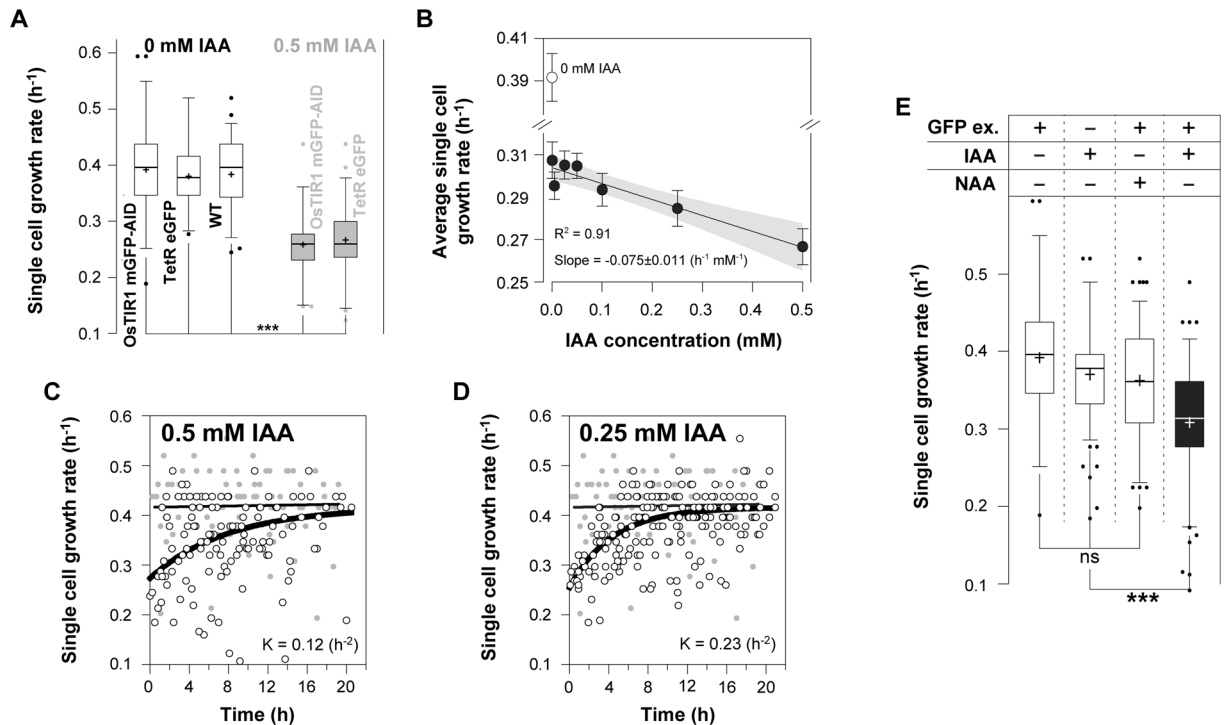 A
0 mM IAA
0.5 mM IAA
Single cell growth rate (h-1)
0.6
0.5
0.4
0.3
0.2
0.1
OsTIR1 mGFP-AID
TetR eGFP
WT
OsTIR1 mGFP-AID
TetR eGFP
***
B
Average single cell
growth rate (h-1)
0.41
0.39
0.31
0.29
0.27
0.25
0 mM IAA
R2 = 0.91
Slope = -0.075±0.011 (h-1 mM-1)
0.0 0.1 0.2 0.3 0.4 0.5
IAA concentration (mM)
C
0.5 mM IAA
Single cell growth rate (h-1)
0.6
0.5
0.4
0.3
0.2
0.1
K = 0.12 (h-2)
0 4 8 12 16 20
Time (h)
D
0.25 mM IAA
Single cell growth rate (h-1)
0.6
0.5
0.4
0.3
0.2
0.1
K = 0.23 (h-2)
0 4 8 12 16 20
Time (h)
E
GFP ex. + – + +
IAA – + – +
NAA – – + –
Single cell growth rate (h-1)
0.5
0.4
0.3
0.2
0.1
ns
***